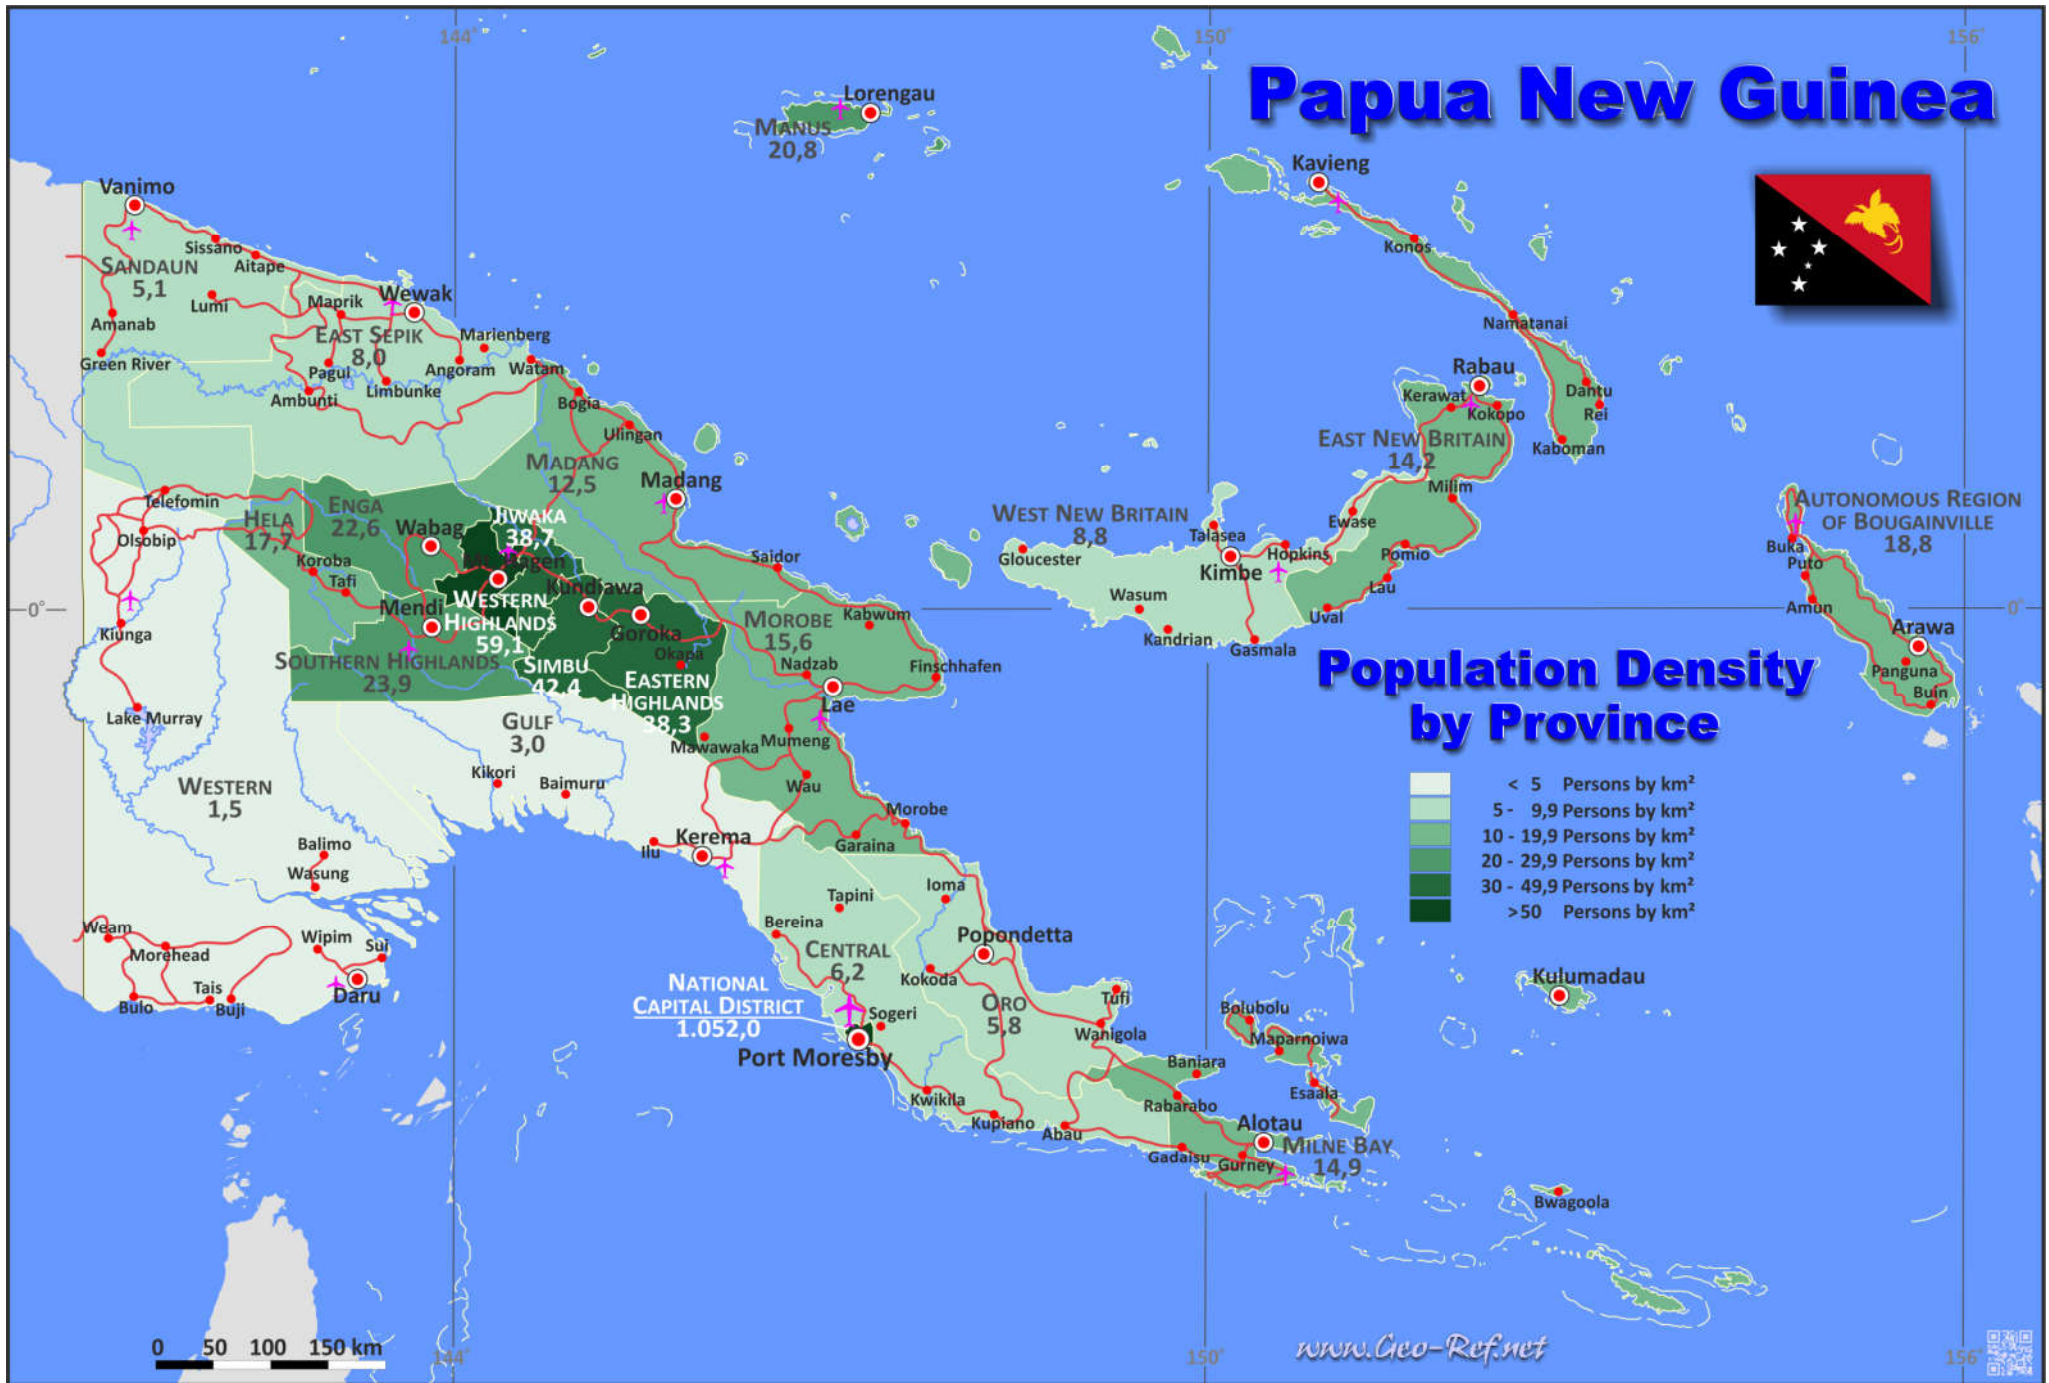 144°
150°
156°
Papua New Guinea
Lorengau
MANUS
20,8
Kavieng
Konos
Namatanai
Dantu
Rei
Kaboman
Vanimo
Sissano
Aitape
SANDAUN
5,1
Lumi
Amanab
Green River
Maprik
Wewak
EAST SEPIK
8,0
Marienberg
Pagui
Angoram
Watam
Limbunke
Ambunti
Bogia
Ulingan
MADANG
12,5
Madang
Rabau
Kerawat
Kokopo
EAST NEW BRITAIN
14,2
Milim
WEST NEW BRITAIN
8,8
Talasea
Ewase
Gloucester
Hopkins
Pomio
Kimbe
Lau
Wasum
Uval
Kandrian
Gasmala
AUTONOMOUS REGION
OF BOUGAINVILLE
18,8
Buka
Puto
Amun
Arawa
Panguna
Buin
Telefomin
Olsobip
HELA
17,7
ENGA
22,6
Wabag
JIWAKA
38,7
Mt. Hagen
Koroba
Tafi
Mendi
Kundiawa
WESTERN
HIGHLANDS
59,1
Goroka
Okapa
SOUTHERN HIGHLANDS
23,9
SIMBU
42,4
EASTERN
HIGHLANDS
38,3
Saidor
Kabwum
MOROBE
15,6
Nadzab
Finschhafen
Lae
0°
0°
Kiunga
Lake Murray
GULF
3,0
Mawawaka
Mumeng
Kikori
Baimuru
Wau
WESTERN
1,5
Morobe
Garaina
Balimo
Wasung
Ilu
Kerema
Tapini
Ioma
Bereina
CENTRAL
6,2
Popondetta
Kokoda
Weam
Morehead
Wipim
Sui
Daru
Bulo
Tais
Buji
NATIONAL
CAPITAL DISTRICT
1.052,0
Sogeri
Port Moresby
ORO
5,8
Tufi
Wanigola
Kwikila
Kupiano
Abau
Baniara
Rabarabo
Bolubolu
Maparnoiwa
Esaala
Alotau
MILNE BAY
14,9
Gadaisu
Gurney
Kulumadau
Bwagoola
Population Density
by Province
< 5 Persons by km²
5 - 9,9 Persons by km²
10 - 19,9 Persons by km²
20 - 29,9 Persons by km²
30 - 49,9 Persons by km²
>50 Persons by km²
0 50 100 150 km
144°
150°
156°
www.Geo-Ref.net